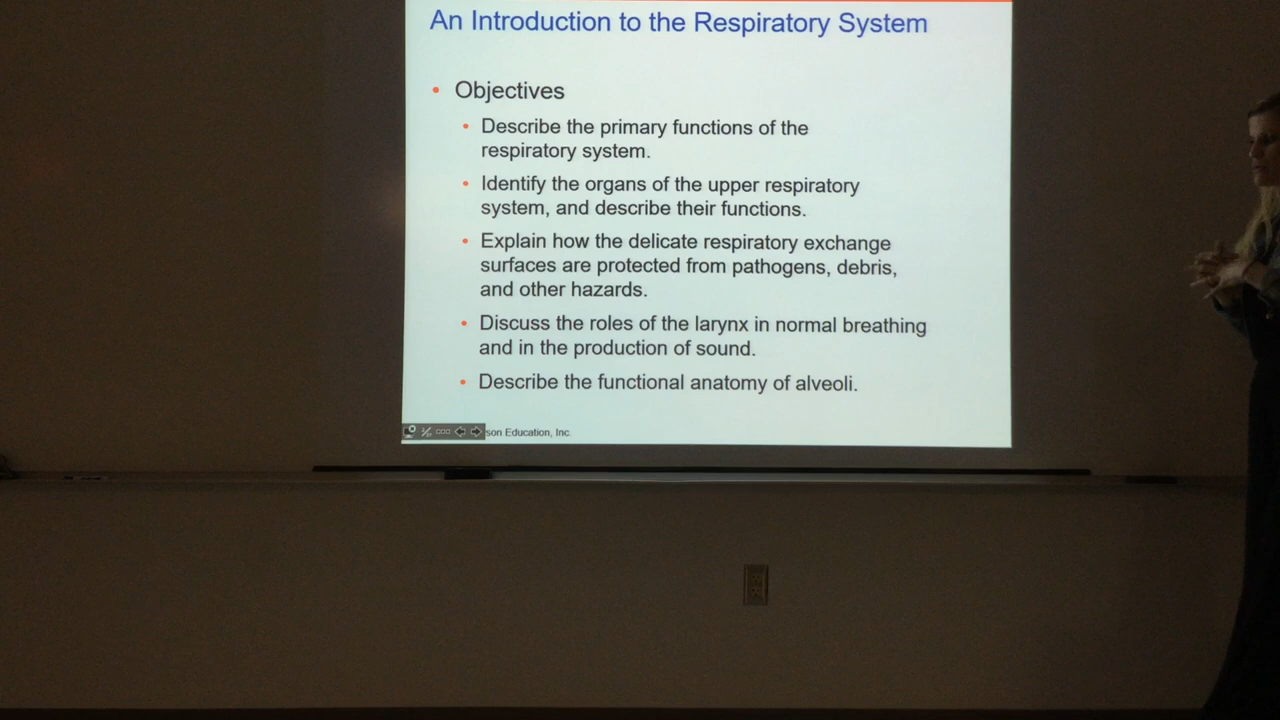 An Introduction to the Respiratory System
• Objectives
• Describe the primary functions of the
respiratory system.
• Identify the organs of the upper respiratory
system, and describe their functions.
• Explain how the delicate respiratory exchange
surfaces are protected from pathogens, debris,
and other hazards.
• Discuss the roles of the larynx in normal breathing
and in the production of sound.
• Describe the functional anatomy of alveoli.
son Education, Inc.